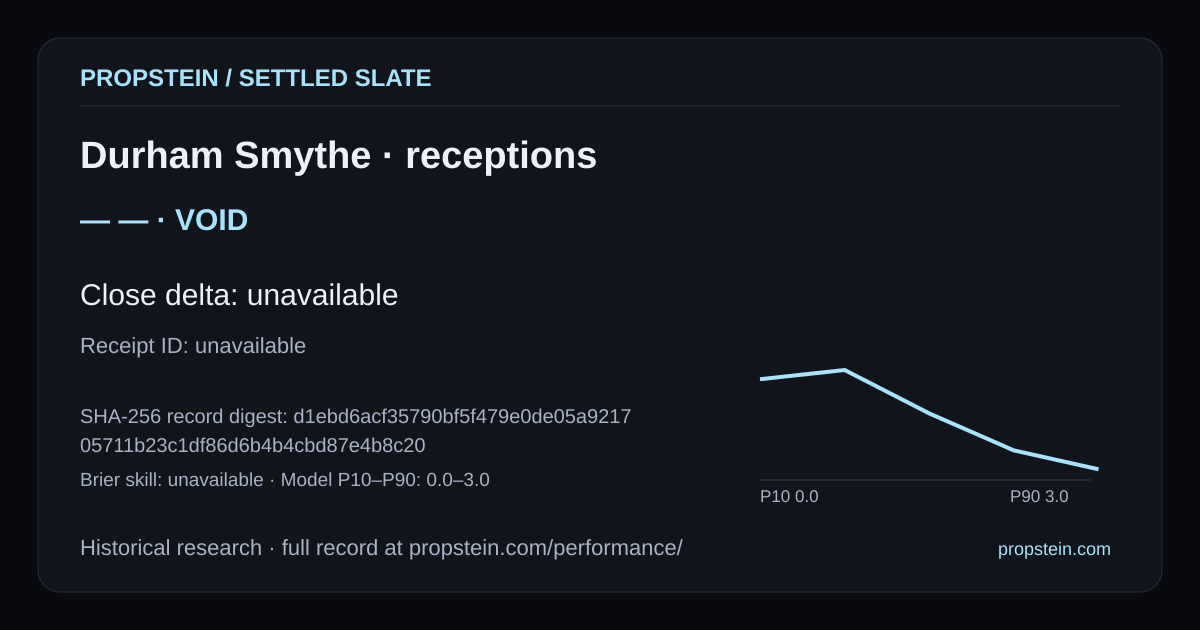 PROPSTEIN / SETTLED SLATE
Durham Smythe · receptions
— — · VOID
Close delta: unavailable
Receipt ID: unavailable
SHA-256 record digest: d1ebd6acf35790bf5f479e0de05a9217
05711b23c1df86d6b4b4cbd87e4b8c20
Brier skill: unavailable · Model P10–P90: 0.0–3.0
P10 0.0
P90 3.0
Historical research · full record at propstein.com/performance/
propstein.com